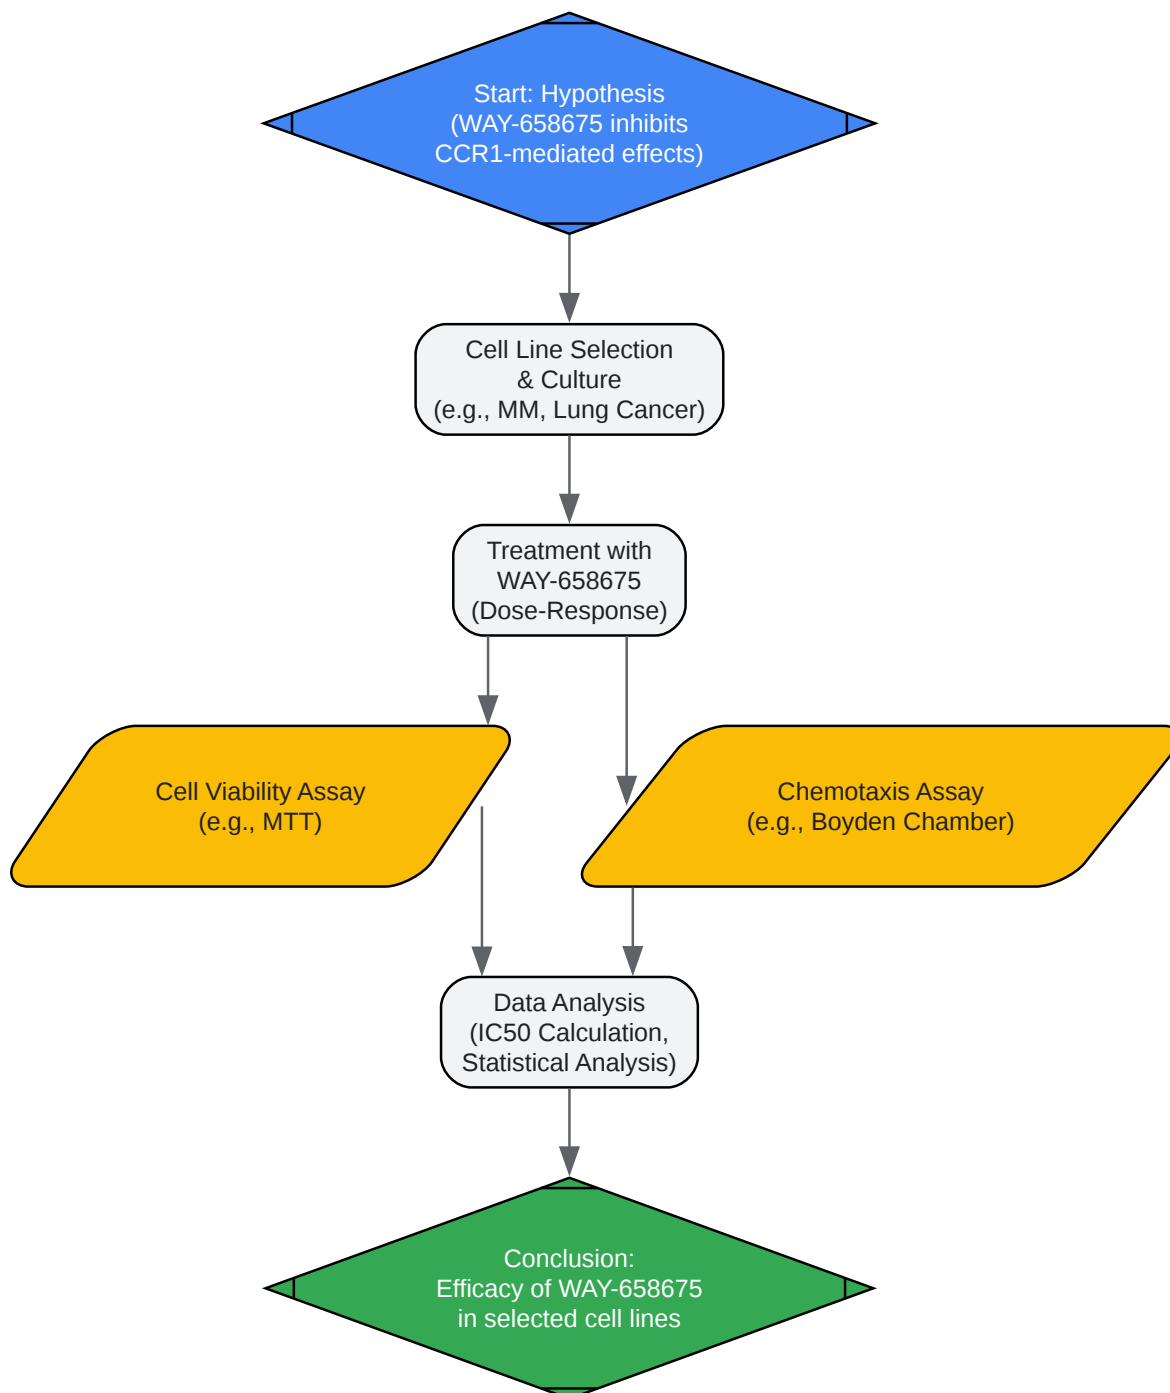 Start: Hypothesis
(WAY-658675 inhibits
CCR1-mediated effects)
Cell Line Selection
& Culture
(e.g., MM, Lung Cancer)
Treatment with
WAY-658675
(Dose-Response)
Cell Viability Assay
(e.g., MTT)
Chemotaxis Assay
(e.g., Boyden Chamber)
Data Analysis
(IC50 Calculation,
Statistical Analysis)
Conclusion:
Efficacy of WAY-658675
in selected cell lines